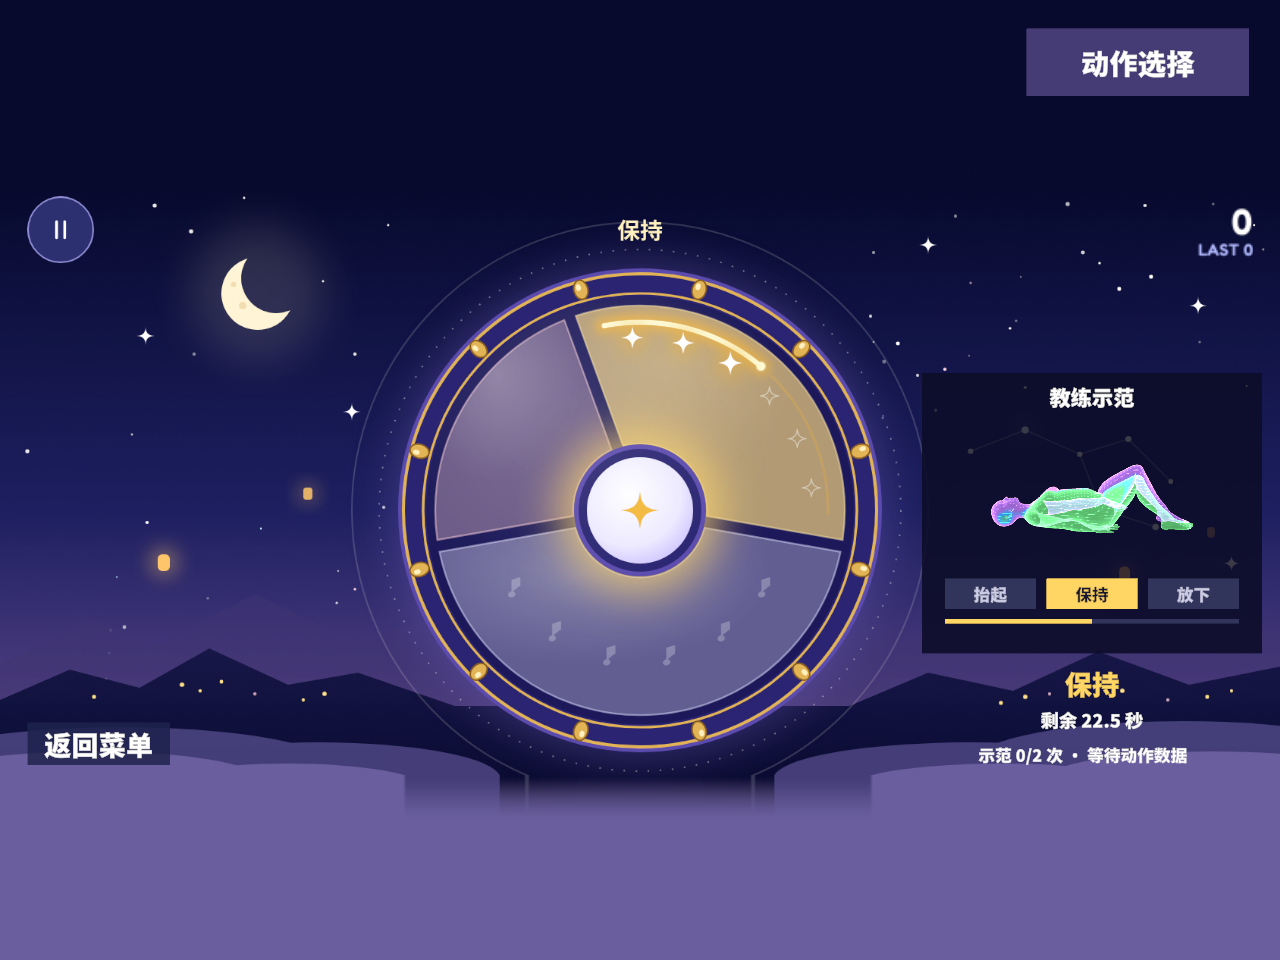 动作选择
保持
0
LAST 0
教练示范
抬起
保持
放下
保持
剩余 22.5 秒
示范 0/2 次 · 等待动作数据
返回菜单